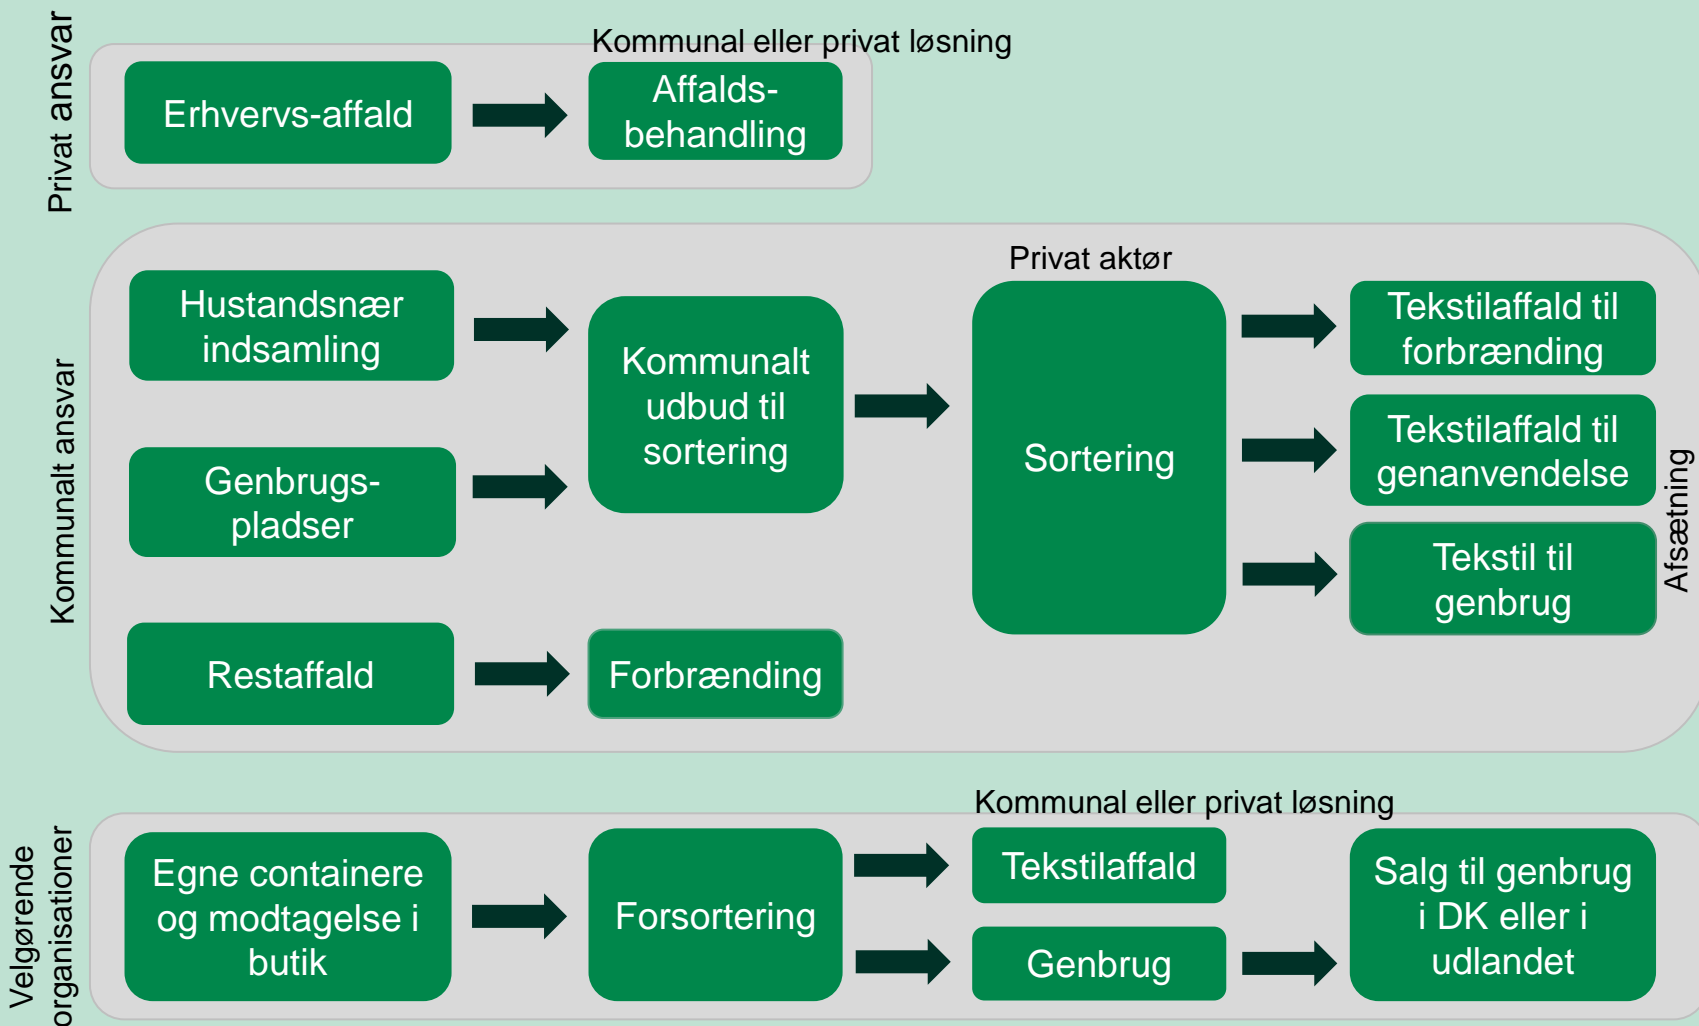 Privat ansvar
Kommunal eller privat løsning
Erhvervs-affald
Affalds-
behandling
Kommunalt ansvar
Hustandsnær
indsamling
Genbrugs-
pladser
Kommunalt
udbud til
sortering
Privat aktør
Sortering
Tekstilaffald til
forbrænding
Tekstilaffald til
genanvendelse
Tekstil til
genbrug
Afsætning
Restaffald
Forbrænding
Velgørende
organisationer
Egne containere
og modtagelse i
butik
Forsortering
Kommunal eller privat løsning
Tekstilaffald
Genbrug
Salg til genbrug
i DK eller i
udlandet